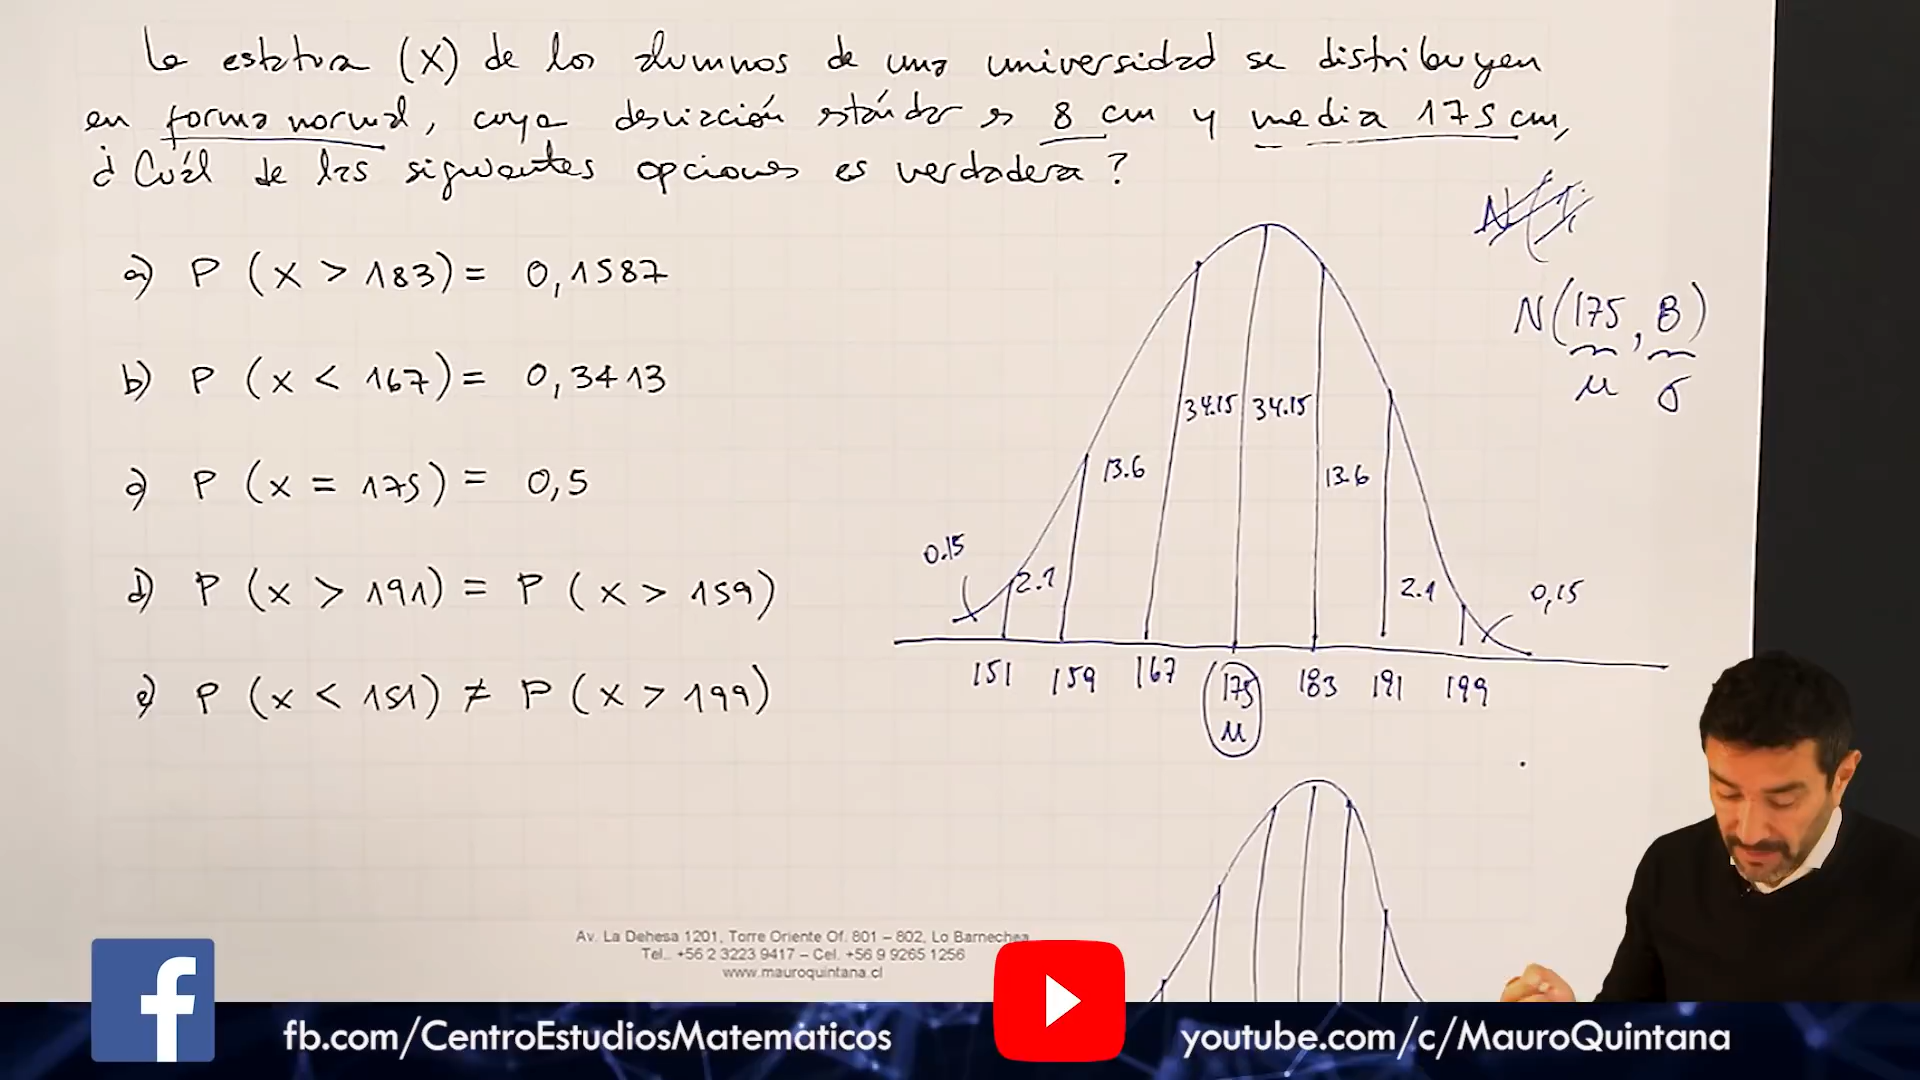 La estatura (X) de los alumnos de una universidad se distribuyen
en forma normal, cuya desviación estándar es 8 cm y media 175 cm,
¿Cuál de las siguientes opciones es verdadera?
a) P (x > 183) = 0,1587
b) P (x < 167) = 0,3413
c) P (x = 175) = 0,5
d) P (x > 191) = P (x > 159)
e) P (x < 151) ≠ P (x > 199)
N(175, 8)
μ σ
34.15 34.15
13.6 13.6
0.15 2.1 2.1 0,15
151 159 167 175 183 191 199
μ
Av. La Dehesa 1201, Torre Oriente Of. 801 – 802, Lo Barnechea
Tel.. +56 2 3223 9417 – Cel. +56 9 9265 1256
www.mauroquintana.cl
fb.com/CentroEstudiosMatemáticos
youtube.com/c/MauroQuintana